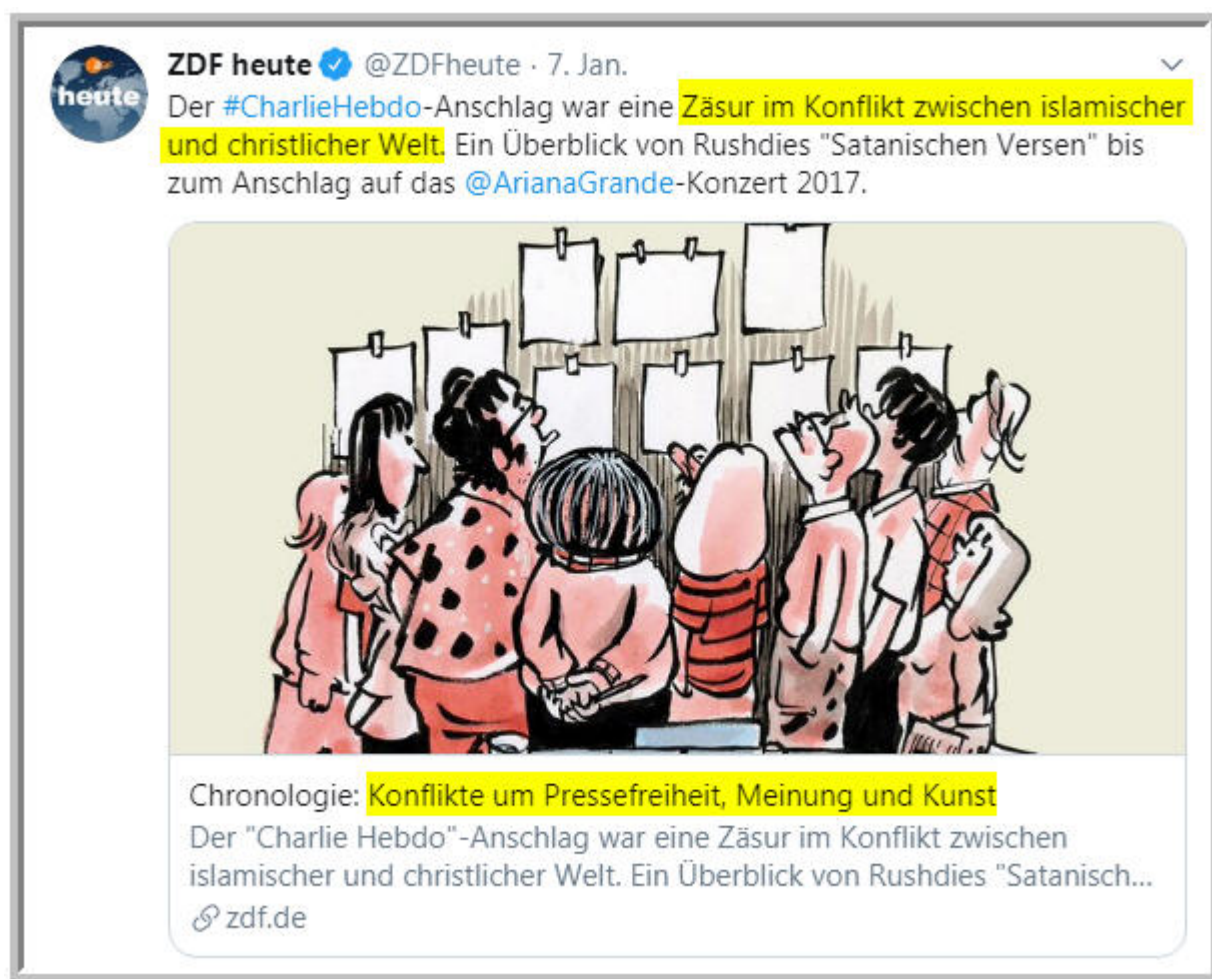 ZDF heute @ZDFheute · 7. Jan.
heute
Der #CharlieHebdo-Anschlag war eine Zäsur im Konflikt zwischen islamischer
und christlicher Welt. Ein Überblick von Rushdies "Satanischen Versen" bis
zum Anschlag auf das @ArianaGrande-Konzert 2017.
Chronologie: Konflikte um Pressefreiheit, Meinung und Kunst
Der "Charlie Hebdo"-Anschlag war eine Zäsur im Konflikt zwischen
islamischer und christlicher Welt. Ein Überblick von Rushdies "Satanisch...
zdf.de